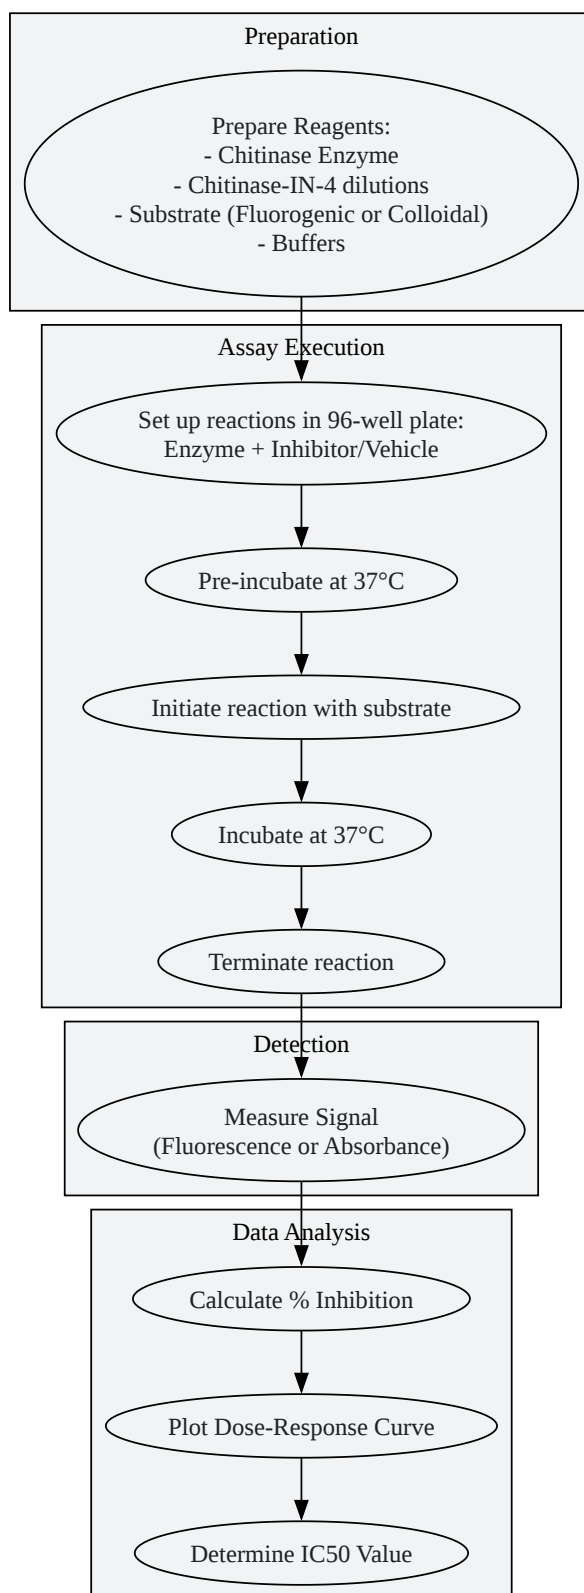 Preparation
Prepare Reagents:
- Chitinase Enzyme
- Chitinase-IN-4 dilutions
- Substrate (Fluorogenic or Colloidal)
- Buffers
Assay Execution
Set up reactions in 96-well plate:
Enzyme + Inhibitor/Vehicle
Pre-incubate at 37°C
Initiate reaction with substrate
Incubate at 37°C
Terminate reaction
Detection
Measure Signal
(Fluorescence or Absorbance)
Data Analysis
Calculate % Inhibition
Plot Dose-Response Curve
Determine IC50 Value